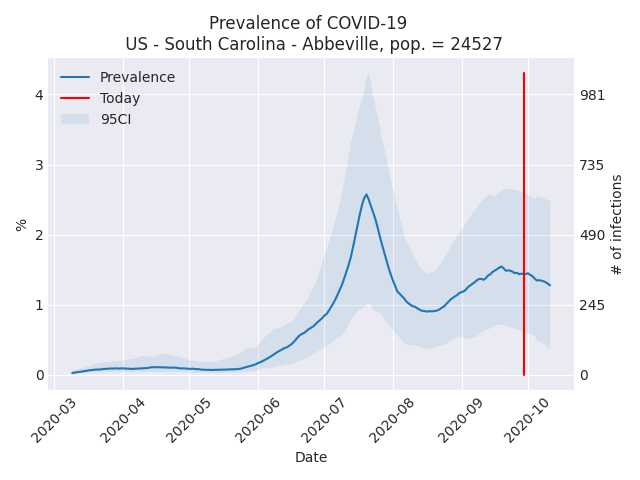 Prevalence of COVID-19
US - South Carolina - Abbeville, pop. = 24527
Prevalence
Today
95CI
4
3
2
1
0
%
981
735
490
245
0
# of infections
2020-03
2020-04
2020-05
2020-06
2020-07
2020-08
2020-09
2020-10
Date